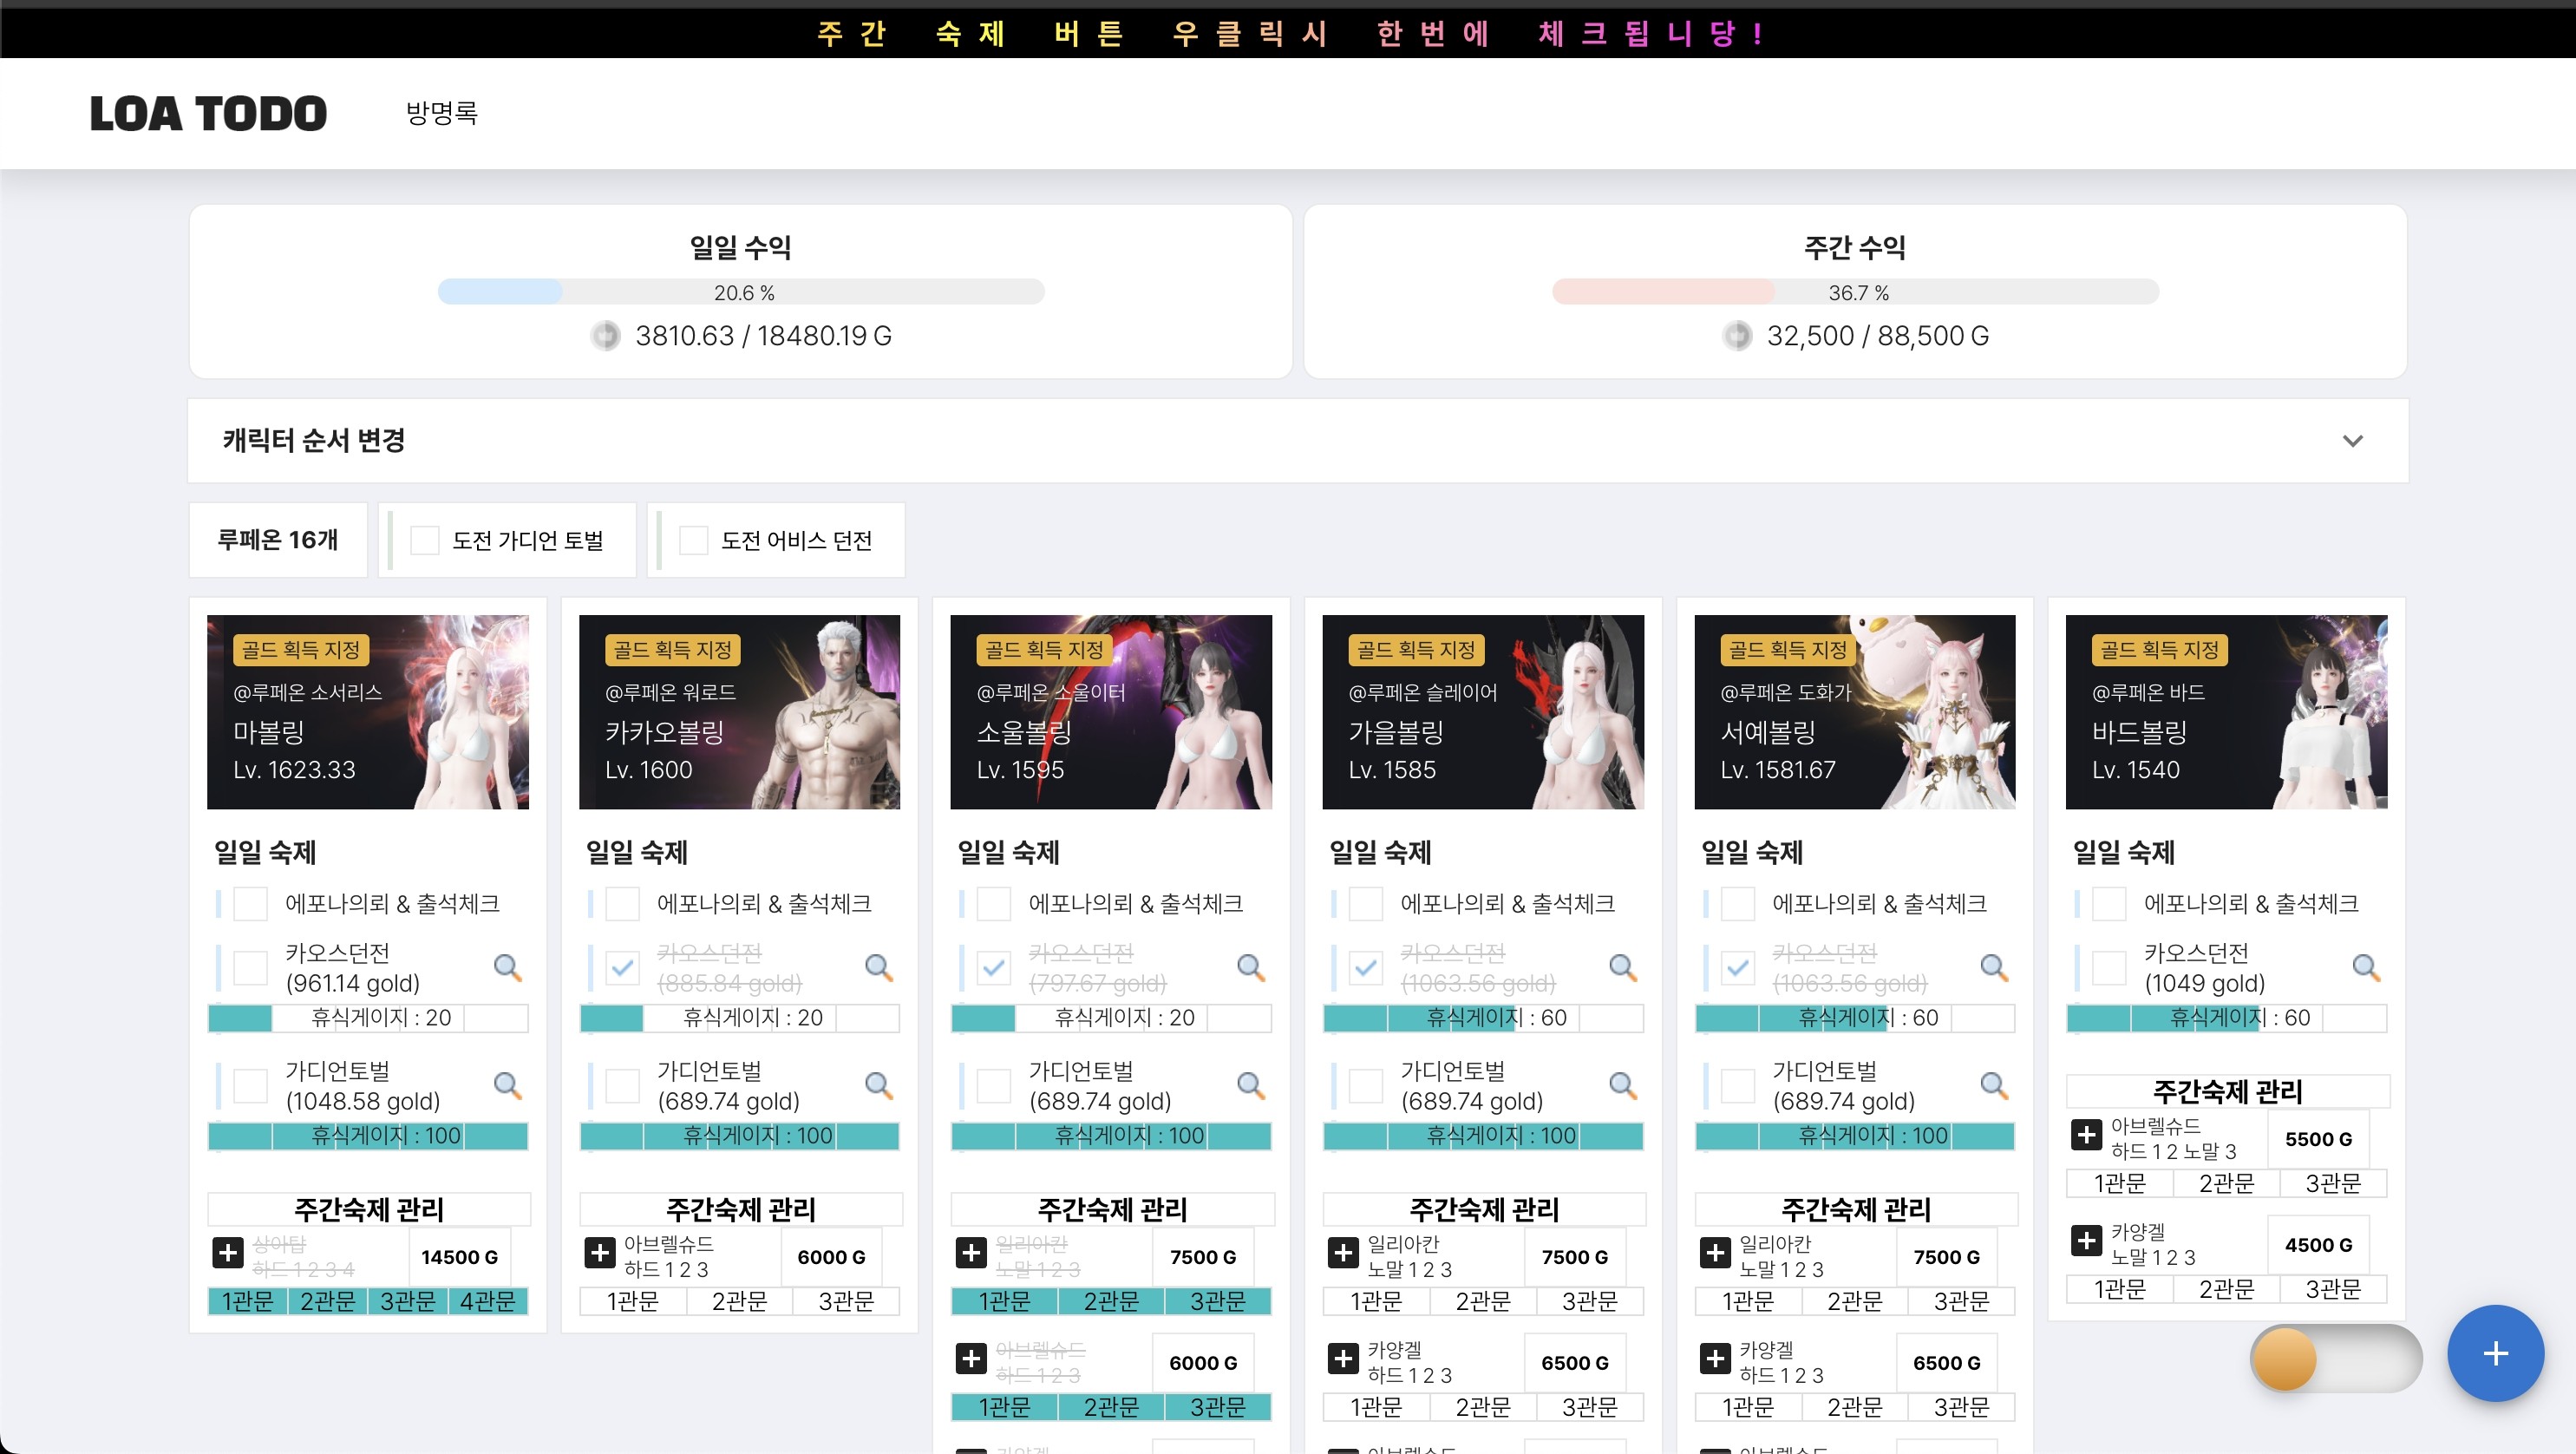 주간 숙제 버튼 우클릭시 한번에 체크됩니당!
LOA TODO
방명록
일일 수익
20.6 %
3810.63 / 18480.19 G
주간 수익
36.7 %
32,500 / 88,500 G
캐릭터 순서 변경
루페온 16개
도전 가디언 토벌
도전 어비스 던전
골드 획득 지정
@루페온 소서리스
마볼링
Lv. 1623.33
일일 숙제
에포나의뢰 & 출석체크
카오스던전
(961.14 gold)
휴식게이지 : 20
가디언토벌
(1048.58 gold)
휴식게이지 : 100
주간숙제 관리
상아탑
하드 1 2 3 4
14500 G
1관문 2관문 3관문 4관문
골드 획득 지정
@루페온 워로드
카카오볼링
Lv. 1600
일일 숙제
에포나의뢰 & 출석체크
카오스던전
(885.84 gold)
휴식게이지 : 20
가디언토벌
(689.74 gold)
휴식게이지 : 100
주간숙제 관리
아브렐슈드
하드 1 2 3
6000 G
1관문 2관문 3관문
골드 획득 지정
@루페온 소울이터
소울볼링
Lv. 1595
일일 숙제
에포나의뢰 & 출석체크
카오스던전
(797.67 gold)
휴식게이지 : 20
가디언토벌
(689.74 gold)
휴식게이지 : 100
주간숙제 관리
일리아칸
노말 1 2 3
7500 G
1관문 2관문 3관문
아브렐슈드
하드 1 2 3
6000 G
1관문 2관문 3관문
골드 획득 지정
@루페온 슬레이어
가을볼링
Lv. 1585
일일 숙제
에포나의뢰 & 출석체크
카오스던전
(1063.56 gold)
휴식게이지 : 60
가디언토벌
(689.74 gold)
휴식게이지 : 100
주간숙제 관리
일리아칸
노말 1 2 3
7500 G
1관문 2관문 3관문
카양겔
하드 1 2 3
6500 G
1관문 2관문 3관문
골드 획득 지정
@루페온 도화가
서예볼링
Lv. 1581.67
일일 숙제
에포나의뢰 & 출석체크
카오스던전
(1063.56 gold)
휴식게이지 : 60
가디언토벌
(689.74 gold)
휴식게이지 : 100
주간숙제 관리
일리아칸
노말 1 2 3
7500 G
1관문 2관문 3관문
카양겔
하드 1 2 3
6500 G
1관문 2관문 3관문
골드 획득 지정
@루페온 바드
바드볼링
Lv. 1540
일일 숙제
에포나의뢰 & 출석체크
카오스던전
(1049 gold)
휴식게이지 : 60
주간숙제 관리
아브렐슈드
하드 1 2 노말 3
5500 G
1관문 2관문 3관문
카양겔
노말 1 2 3
4500 G
1관문 2관문 3관문